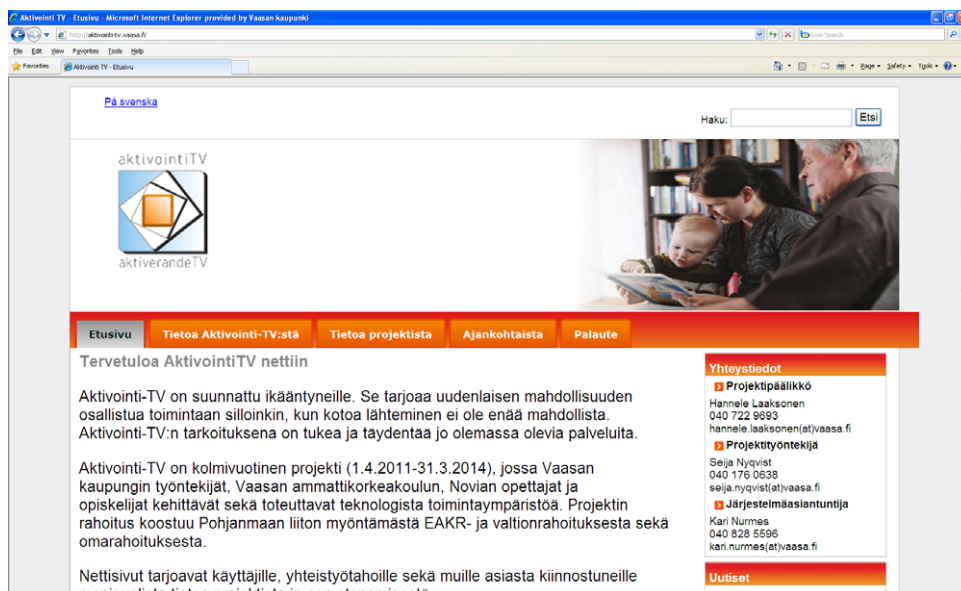 Aktivointi TV - Etusivu - Microsoft Internet Explorer provided by Vaasan kaupunki
http://aktivointi-tv.vaasa.fi/
Live Search
File Edit View Favorites Tools Help
Favorites Aktivointi TV - Etusivu
Page Safety Tools
På svenska
Haku: Etsi
aktivointiTV
aktiverandeTV
Etusivu Tietoa Aktivointi-TV:stä Tietoa projektista Ajankohtaista Palaute
Tervetuloa AktivointiTV nettiin
Aktivointi-TV on suunnattu ikääntyneille. Se tarjoaa uudenlaisen mahdollisuuden
osallistua toimintaan silloinkin, kun kotoa lähteminen ei ole enää mahdollista.
Aktivointi-TV:n tarkoituksena on tukea ja täydentää jo olemassa olevia palveluita.
Aktivointi-TV on kolmivuotinen projekti (1.4.2011-31.3.2014), jossa Vaasan
kaupungin työntekijät, Vaasan ammattikorkeakoulun, Novian opettajat ja
opiskelijat kehittävät sekä toteuttavat teknologista toimintaympäristöä. Projektin
rahoitus koostuu Pohjanmaan liiton myöntämästä EAKR- ja valtionrahoituksesta sekä
omarahoituksesta.
Nettisivut tarjoavat käyttäjille, yhteistyötahoille sekä muille asiasta kiinnostuneille
Yhteystiedot
Projektipäälikkö
Hannele Laaksonen
040 722 9693
hannele.laaksonen(at)vaasa.fi
Projektityöntekijä
Seija Nyqvist
040 176 0638
seija.nyqvist(at)vaasa.fi
Järjestelmäasiantuntija
Kari Nurmes
040 828 5596
kari.nurmes(at)vaasa.fi
Uutiset